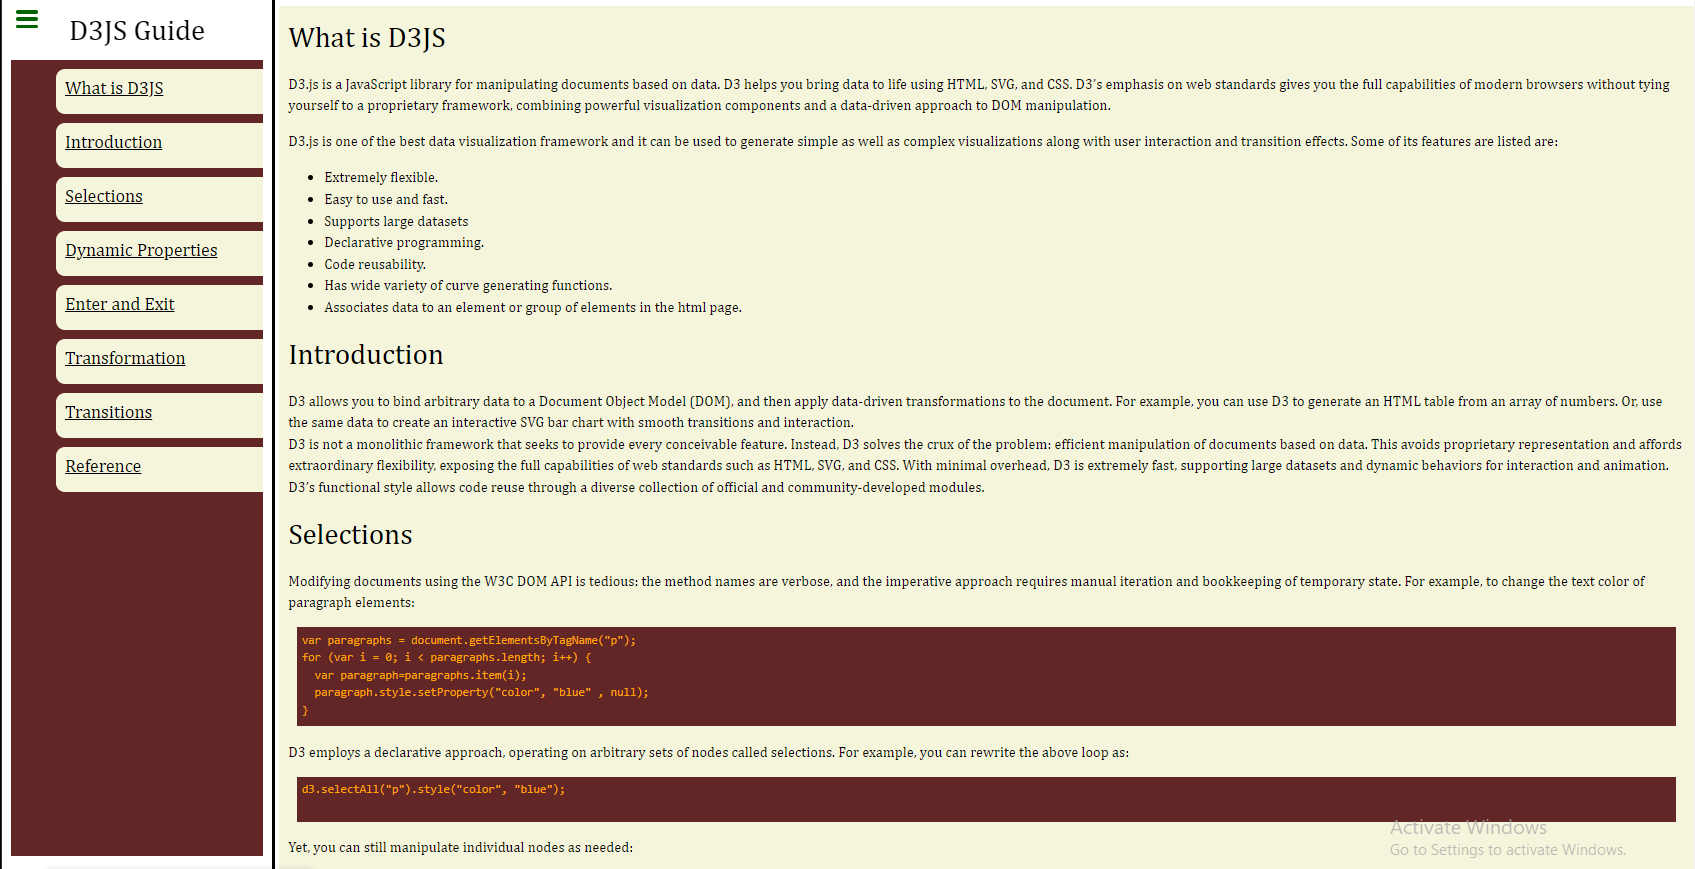 D3JS Guide
What is D3JS
Introduction
Selections
Dynamic Properties
Enter and Exit
Transformation
Transitions
Reference
What is D3JS
D3.js is a JavaScript library for manipulating documents based on data. D3 helps you bring data to life using HTML, SVG, and CSS. D3's emphasis on web standards gives you the full capabilities of modern browsers without tying
yourself to a proprietary framework, combining powerful visualization components and a data-driven approach to DOM manipulation.
D3.js is one of the best data visualization framework and it can be used to generate simple as well as complex visualizations along with user interaction and transition effects. Some of its features are listed are:
• Extremely flexible.
• Easy to use and fast.
• Supports large datasets
• Declarative programming.
• Code reusability.
• Has wide variety of curve generating functions.
• Associates data to an element or group of elements in the html page.
Introduction
D3 allows you to bind arbitrary data to a Document Object Model (DOM), and then apply data-driven transformations to the document. For example, you can use D3 to generate an HTML table from an array of numbers. Or, use
the same data to create an interactive SVG bar chart with smooth transitions and interaction.
D3 is not a monolithic framework that seeks to provide every conceivable feature. Instead, D3 solves the crux of the problem: efficient manipulation of documents based on data. This avoids proprietary representation and affords
extraordinary flexibility, exposing the full capabilities of web standards such as HTML, SVG, and CSS. With minimal overhead, D3 is extremely fast, supporting large datasets and dynamic behaviors for interaction and animation.
D3's functional style allows code reuse through a diverse collection of official and community-developed modules.
Selections
Modifying documents using the W3C DOM API is tedious: the method names are verbose, and the imperative approach requires manual iteration and bookkeeping of temporary state. For example, to change the text color of
paragraph elements:
var paragraphs = document.getElementsByTagName("p");
for (var i = 0; i < paragraphs.length; i++) {
  var paragraph=paragraphs.item(i);
  paragraph.style.setProperty("color", "blue" , null);
}
D3 employs a declarative approach, operating on arbitrary sets of nodes called selections. For example, you can rewrite the above loop as:
d3.selectAll("p").style("color", "blue");
Yet, you can still manipulate individual nodes as needed:
Activate Windows
Go to Settings to activate Windows.